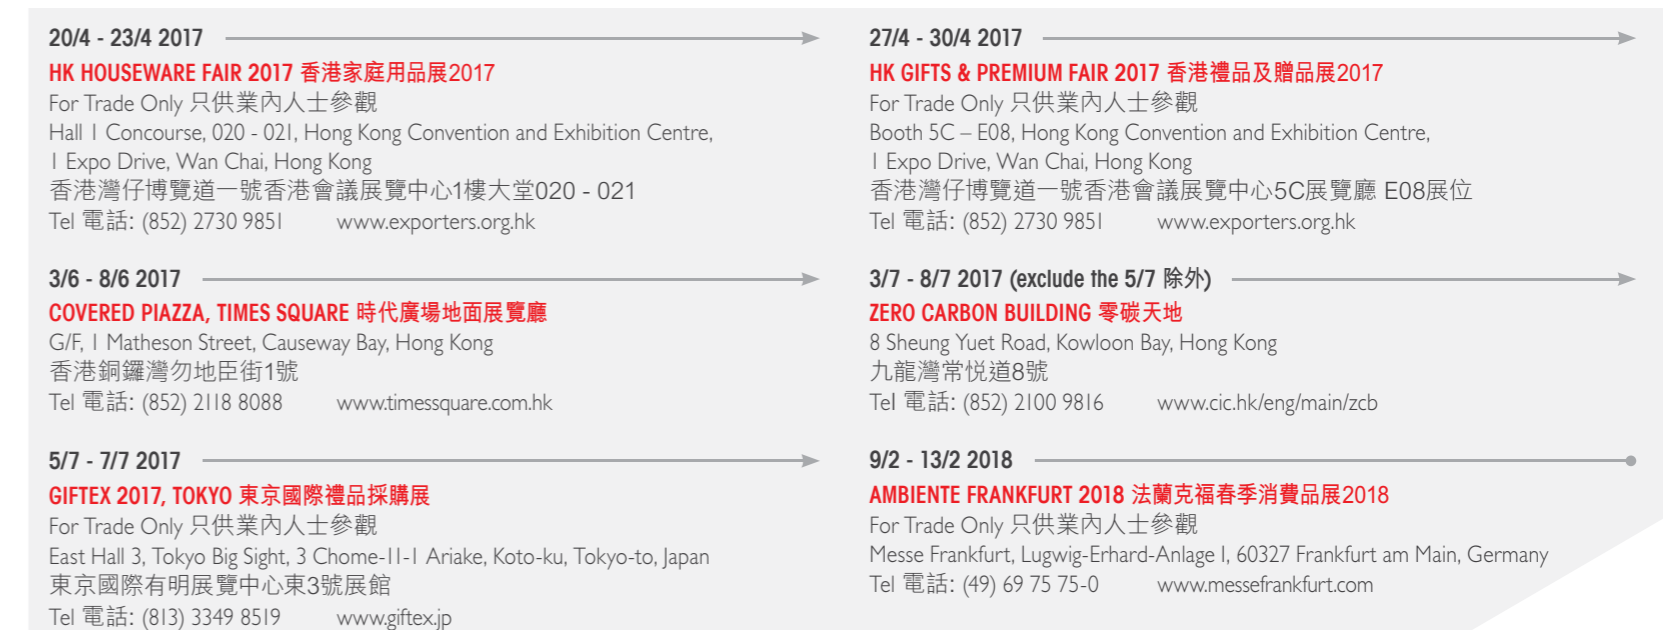 20/4 - 23/4 2017
HK HOUSEWARE FAIR 2017 香港家庭用品展2017
For Trade Only 只供業內人士參觀
Hall 1 Concourse, 020 - 021, Hong Kong Convention and Exhibition Centre,
1 Expo Drive, Wan Chai, Hong Kong
香港灣仔博覽道一號香港會議展覽中心1樓大堂020 - 021
Tel 電話: (852) 2730 9851 www.exporters.org.hk
27/4 - 30/4 2017
HK GIFTS & PREMIUM FAIR 2017 香港禮品及贈品展2017
For Trade Only 只供業內人士參觀
Booth 5C – E08, Hong Kong Convention and Exhibition Centre,
1 Expo Drive, Wan Chai, Hong Kong
香港灣仔博覽道一號香港會議展覽中心5C展覽廳 E08展位
Tel 電話: (852) 2730 9851 www.exporters.org.hk
3/6 - 8/6 2017
COVERED PIAZZA, TIMES SQUARE 時代廣場地面展覽廳
G/F, 1 Matheson Street, Causeway Bay, Hong Kong
香港銅鑼灣勿地臣街1號
Tel 電話: (852) 2118 8088 www.timessquare.com.hk
3/7 - 8/7 2017 (exclude the 5/7 除外)
ZERO CARBON BUILDING 零碳天地
8 Sheung Yuet Road, Kowloon Bay, Hong Kong
九龍灣常悦道8號
Tel 電話: (852) 2100 9816 www.cic.hk/eng/main/zcb
5/7 - 7/7 2017
GIFTEX 2017, TOKYO 東京國際禮品採購展
For Trade Only 只供業內人士參觀
East Hall 3, Tokyo Big Sight, 3 Chome-11-1 Ariake, Koto-ku, Tokyo-to, Japan
東京國際有明展覽中心東3號展館
Tel 電話: (813) 3349 8519 www.giftex.jp
9/2 - 13/2 2018
AMBIENTE FRANKFURT 2018 法蘭克福春季消費品展2018
For Trade Only 只供業內人士參觀
Messe Frankfurt, Lugwig-Erhard-Anlage 1, 60327 Frankfurt am Main, Germany
Tel 電話: (49) 69 75 75-0 www.messefrankfurt.com